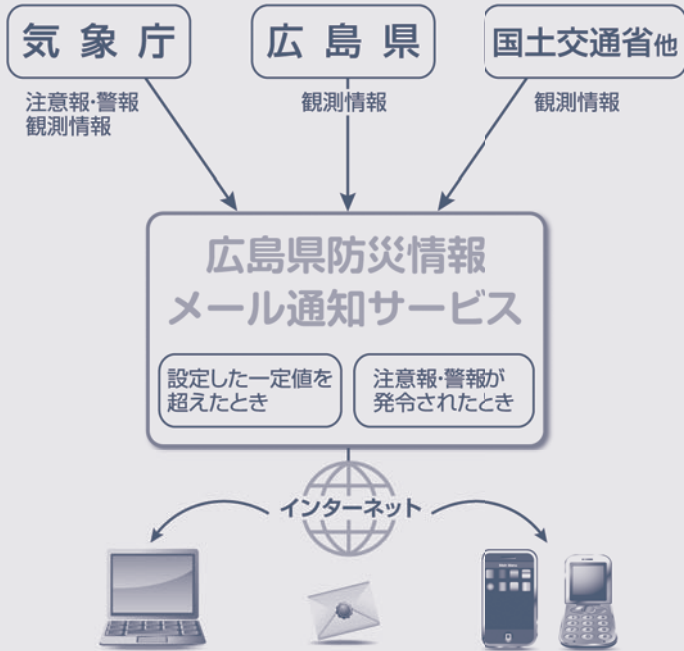 気象庁
広島県
国土交通省他
注意報・警報
観測情報
観測情報
観測情報
広島県防災情報
メール通知サービス
設定した一定値を
超えたとき
注意報・警報が
発令されたとき
インターネット